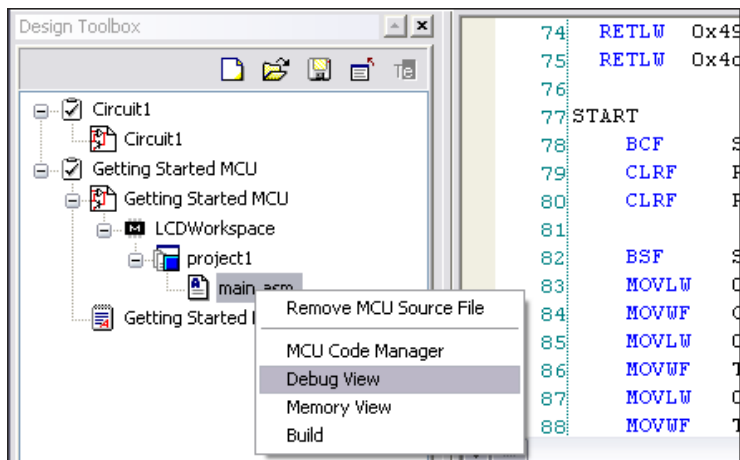 Design Toolbox
Circuit1
Circuit1
Getting Started MCU
Getting Started MCU
LCDWorkspace
project1
main.asm
Getting Started
Remove MCU Source File
MCU Code Manager
Debug View
Memory View
Build
74 RETLW 0x49
75 RETLW
76
77 START
78 BCF
79 CLRF
80 CLRF
81
82 BSF
83 MOVLW
84 MOVWF
85 MOVLW
86 MOVWF
87 MOVLW
88 MOVWF